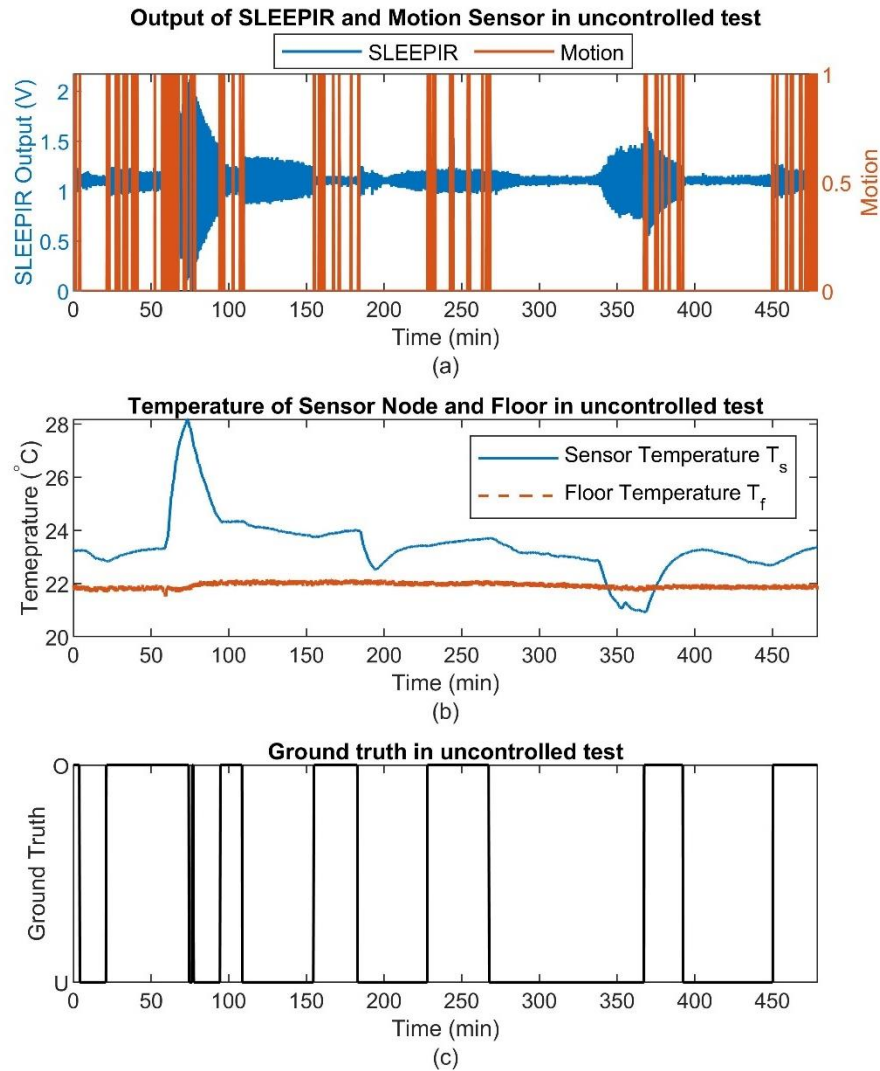 Output of SLEEPIR and Motion Sensor in uncontrolled test
SLEEPIR Motion
2 1
1.5
1 0.5
0.5
0 0
SLEEPIR Output (V)
Motion
0 50 100 150 200 250 300 350 400 450
Time (min)
(a)
Temperature of Sensor Node and Floor in uncontrolled test
28
26
24
22
20
Temeprature (°C)
Sensor Temperature T_s
Floor Temperature T_f
0 50 100 150 200 250 300 350 400 450
Time (min)
(b)
Ground truth in uncontrolled test
O
Ground Truth
U
0 50 100 150 200 250 300 350 400 450
Time (min)
(c)